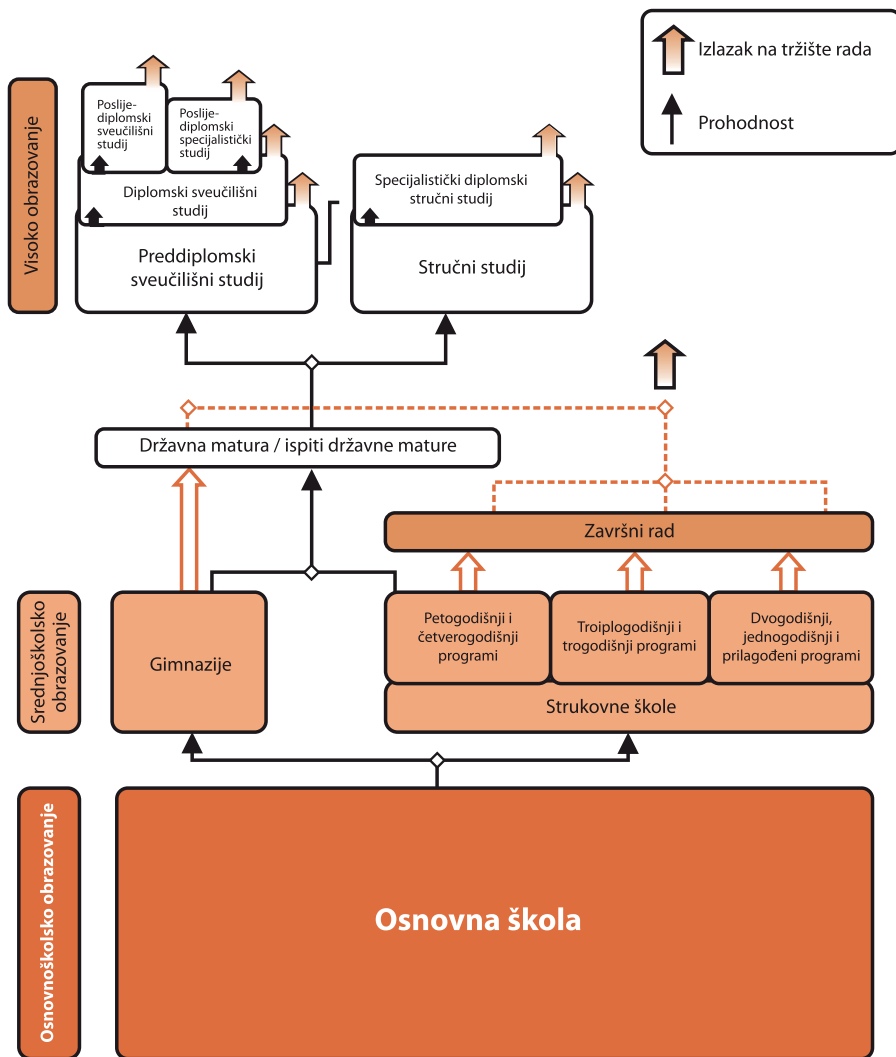 Izlazak na tržište rada
Prohodnost
Visoko obrazovanje
Poslije-
diplomski
sveučilišni
studij
Poslije-
diplomski
specijalistički
studij
Diplomski sveučilišni
studij
Preddiplomski
sveučilišni studij
Specijalistički diplomski
stručni studij
Stručni studij
Državna matura / ispiti državne mature
Završni rad
Srednjoškolsko
obrazovanje
Gimnazije
Petogodišnji i
četverogodišnji
programi
Troiplogodišnji i
trogodišnji programi
Dvogodišnji,
jednogodišnji i
prilagođeni programi
Strukovne škole
Osnovnoškolsko obrazovanje
Osnovna škola